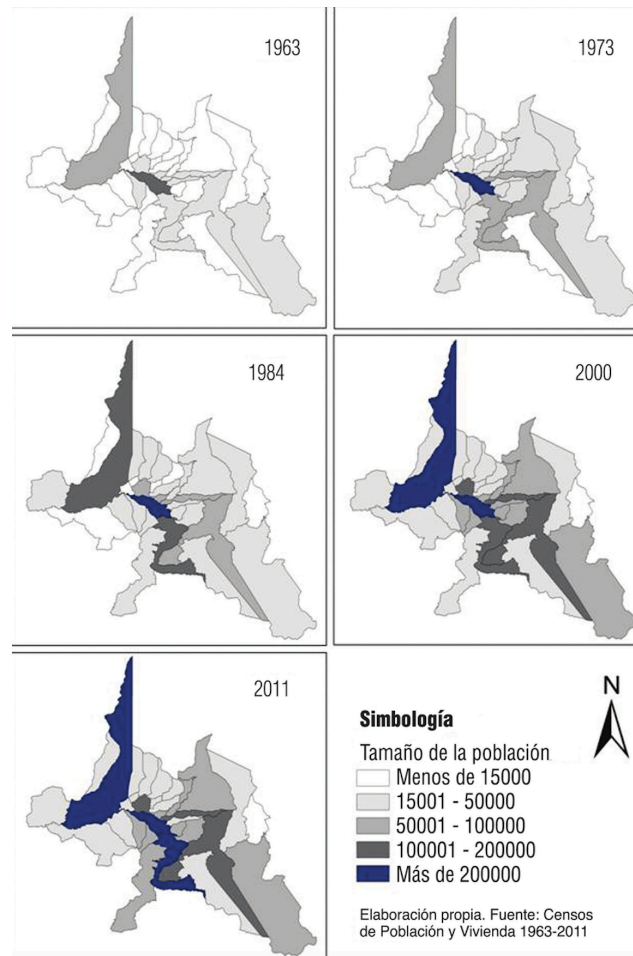 1963
1973
1984
2000
2011
N
Simbología
Tamaño de la población
Menos de 15000
15001 - 50000
50001 - 100000
100001 - 200000
Más de 200000
Elaboración propia. Fuente: Censos
de Población y Vivienda 1963-2011